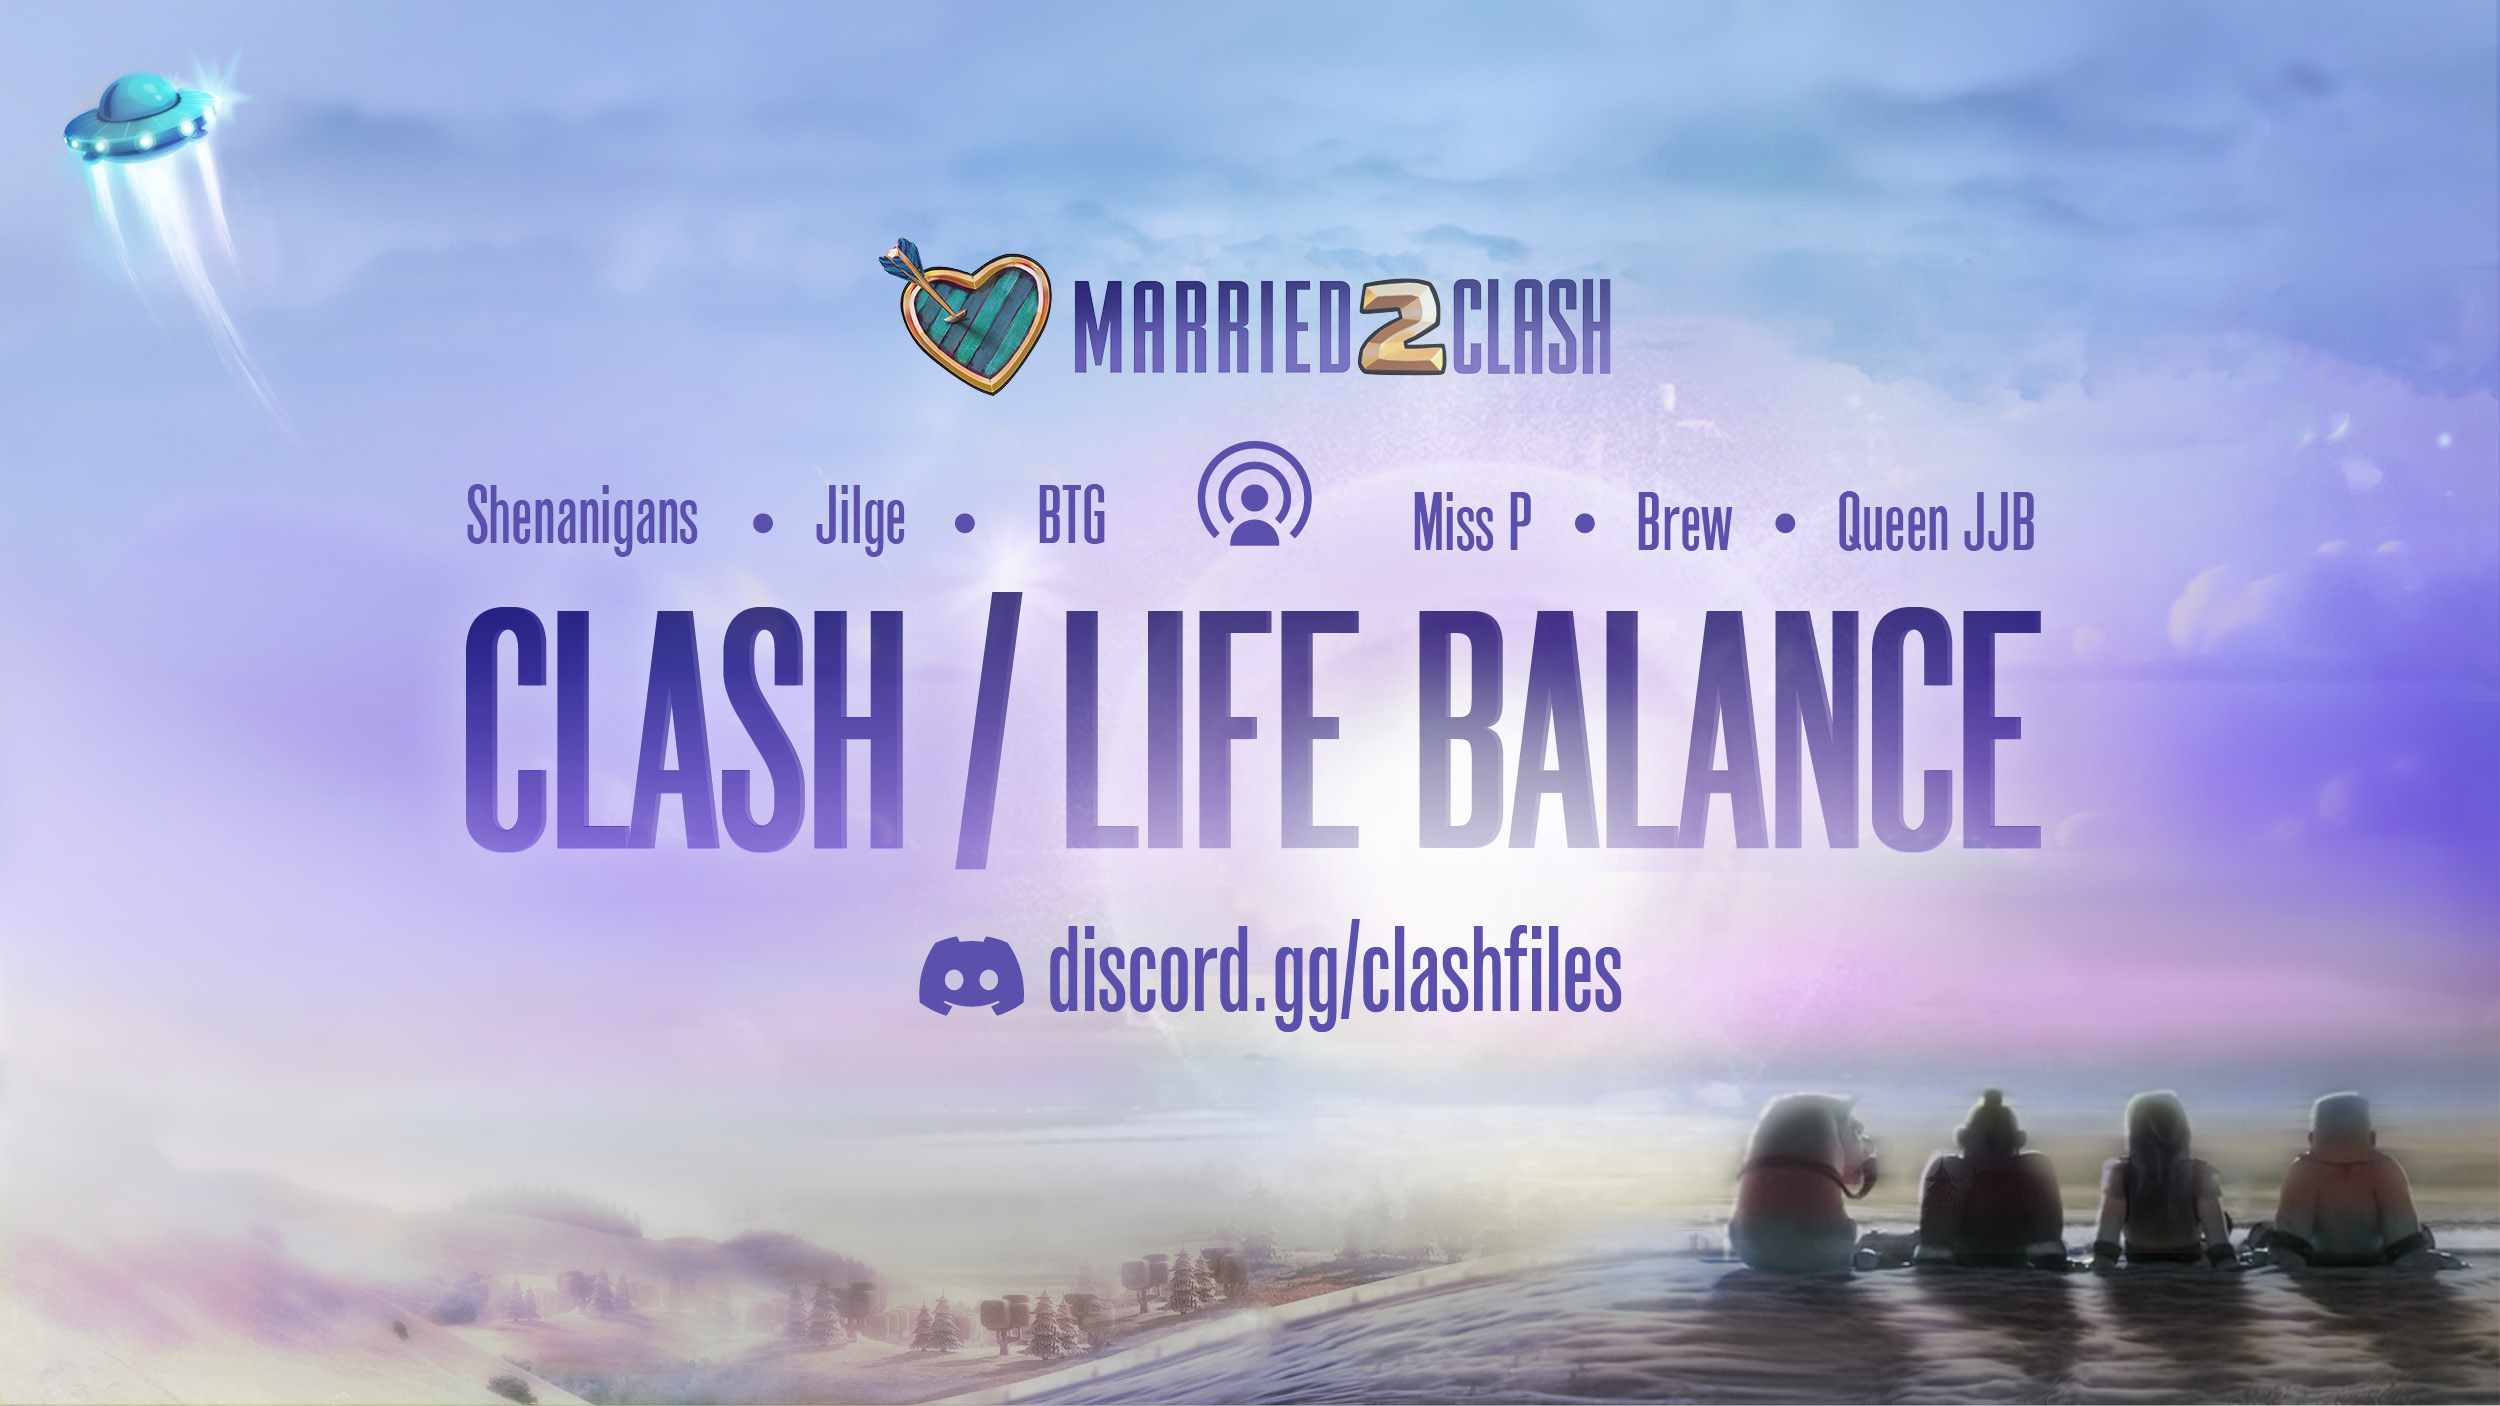 MARRIED2CLASH
Shenanigans • Jilge • BTG Miss P • Brew • Queen JJB
CLASH / LIFE BALANCE
discord.gg/clashfiles